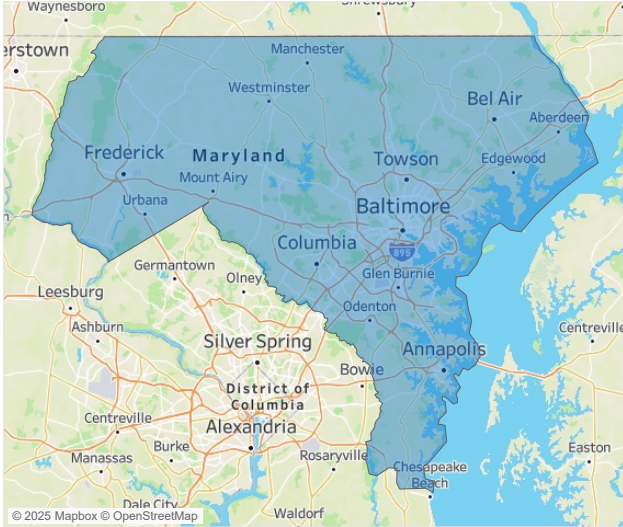 Waynesboro
Shrewsbury
erstown
Manchester
Westminster
Bel Air
Aberdeen
Frederick
Maryland
Towson
Edgewood
Mount Airy
Urbana
Baltimore
Columbia
895
Germantown
Glen Burnie
Olney
Leesburg
Odenton
Ashburn
Centreville
Silver Spring
Annapolis
Bowie
District of
Columbia
Centreville
Alexandria
Burke
Easton
Manassas
Rosaryville
Chesapeake
Beach
Dale City
Waldorf
© 2025 Mapbox © OpenStreetMap